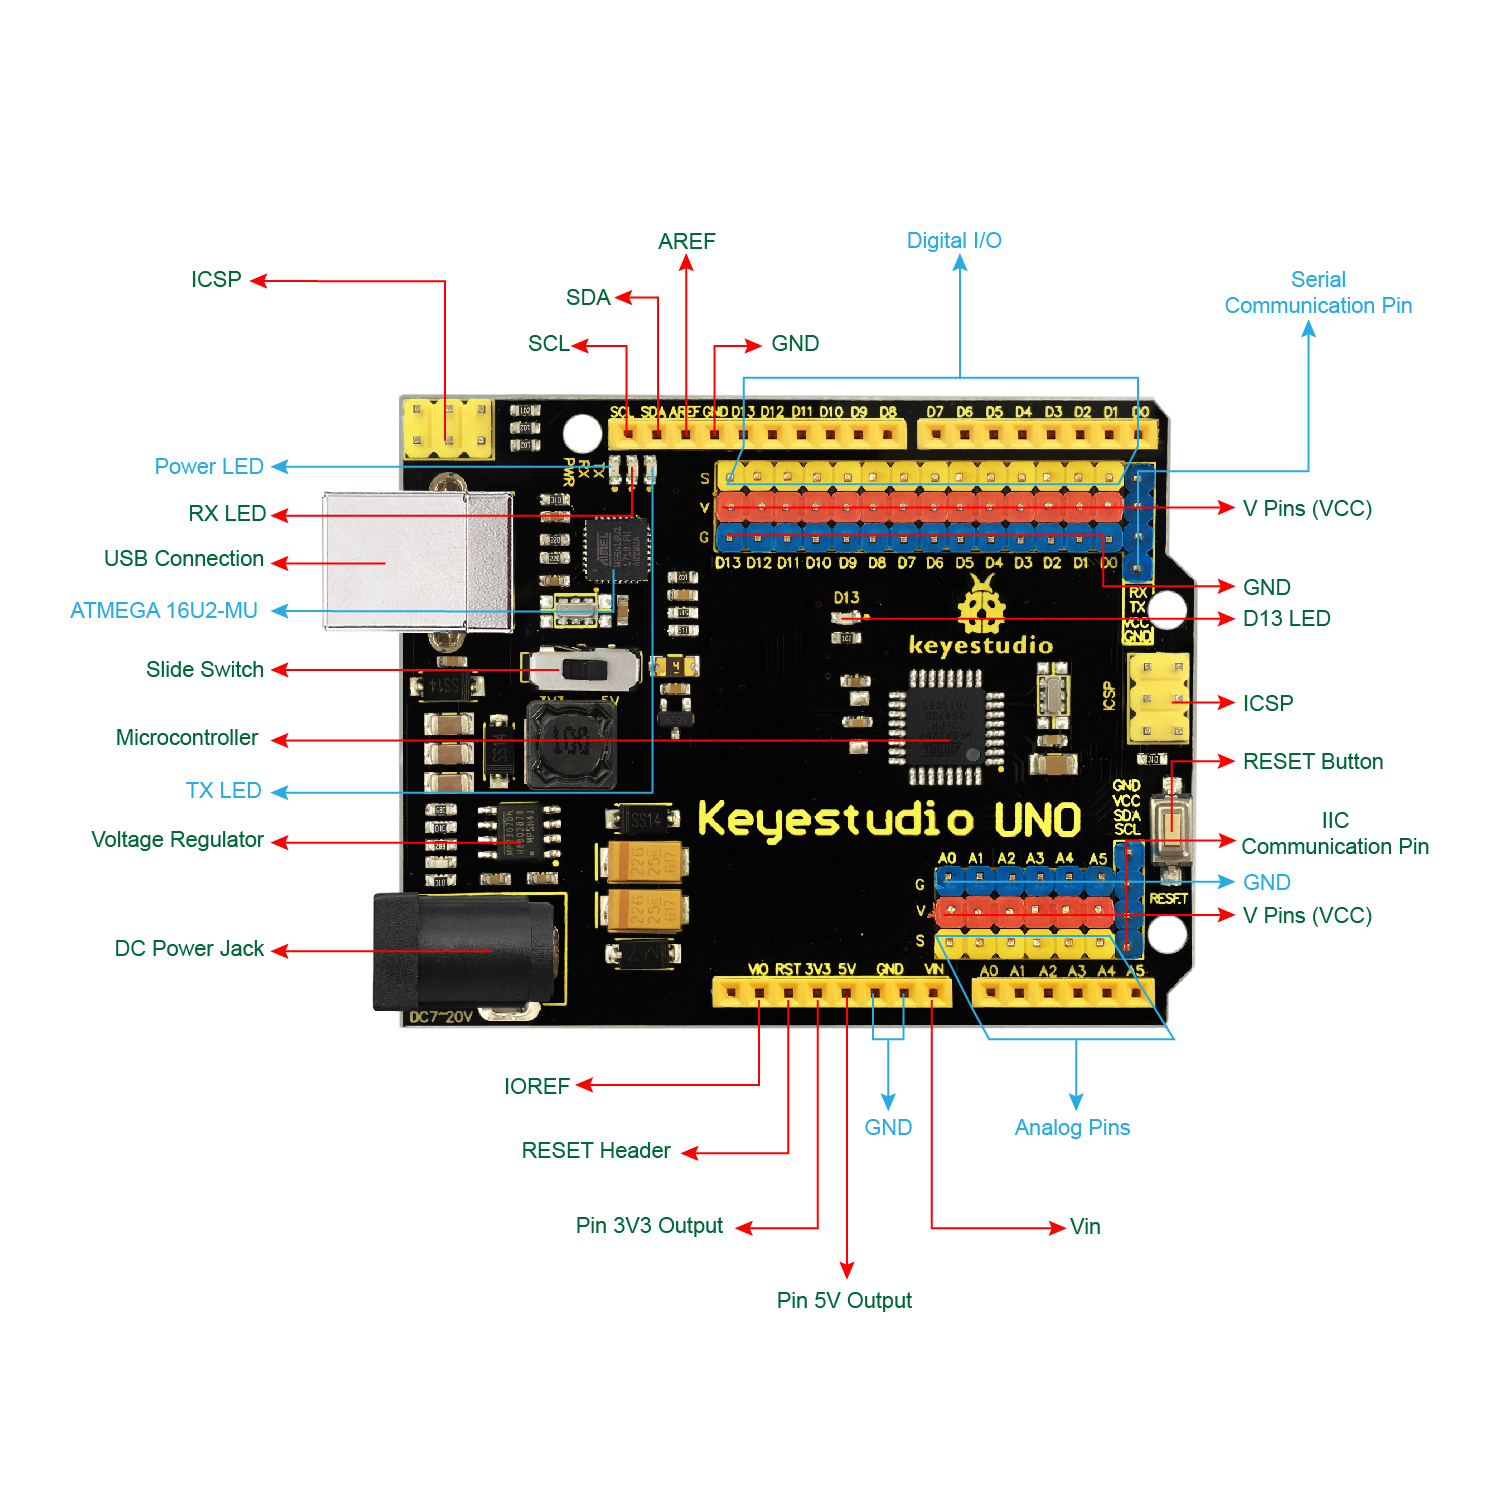 AREF
Digital I/O
ICSP
SDA
Serial
Communication Pin
SCL
GND
SCL SDA AREF GND D13 D12 D11 D10 D9 D8
D7 D6 D5 D4 D3 D2 D1 D0
Power LED
TX
RX
PWR
S
V
G
V Pins (VCC)
RX LED
USB Connection
D13 D12 D11 D10 D9 D8 D7 D6 D5 D4 D3 D2 D1 D0
GND
ATMEGA 16U2-MU
D13
RX
TX
VCC
GND
D13 LED
keyestudio
Slide Switch
3V3 5V
SS14
ICSP
ICSP
Microcontroller
SS14
RESET Button
TX LED
GND
VCC
SDA
SCL
Keyestudio UNO
SS14
IIC
Communication Pin
Voltage Regulator
A0 A1 A2 A3 A4 A5
G
V
S
GND
RESET
V Pins (VCC)
226
25K
617
DC Power Jack
VIO RST 3V3 5V GND VIN
A0 A1 A2 A3 A4 A5
DC7~20V
IOREF
GND
Analog Pins
RESET Header
Pin 3V3 Output
Vin
Pin 5V Output